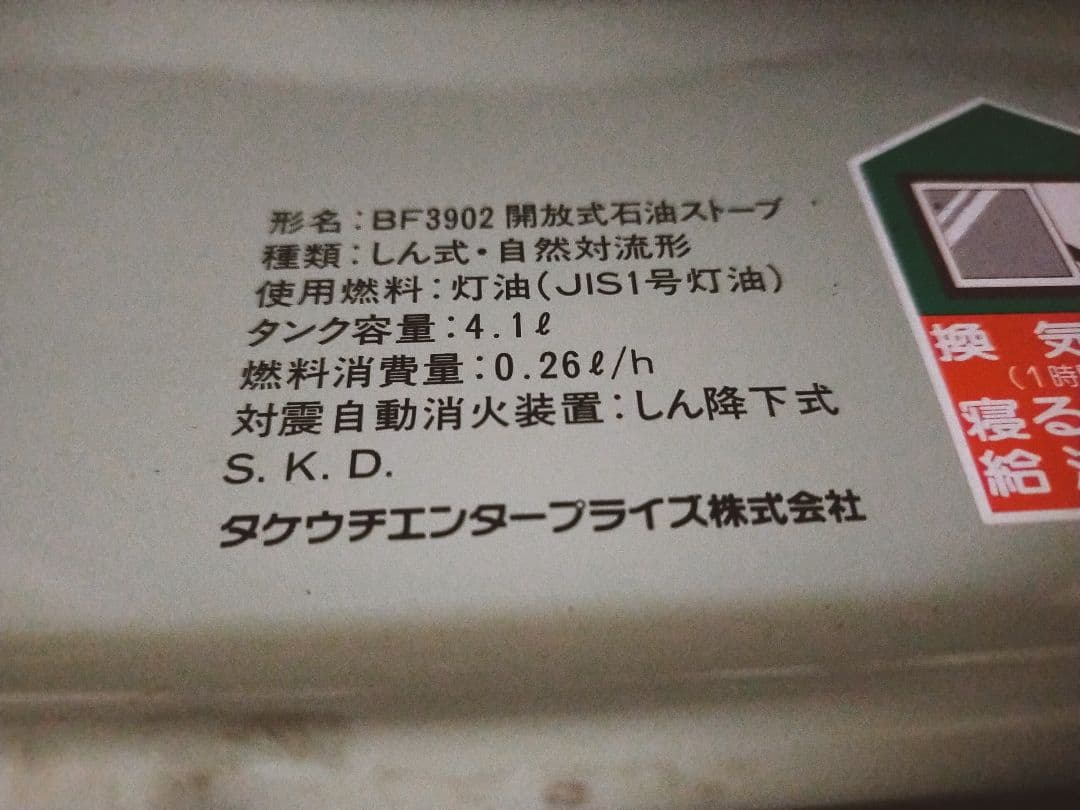 形名:BF3902 開放式石油ストーブ
種類:しん式・自然対流形
使用燃料:灯油(JIS1号灯油)
タンク容量:4.1ℓ
燃料消費量:0.26ℓ/h
対震自動消火装置:しん降下式
S.K.D.
タケウチエンタープライズ株式会社
換気
(1時
寝る
給